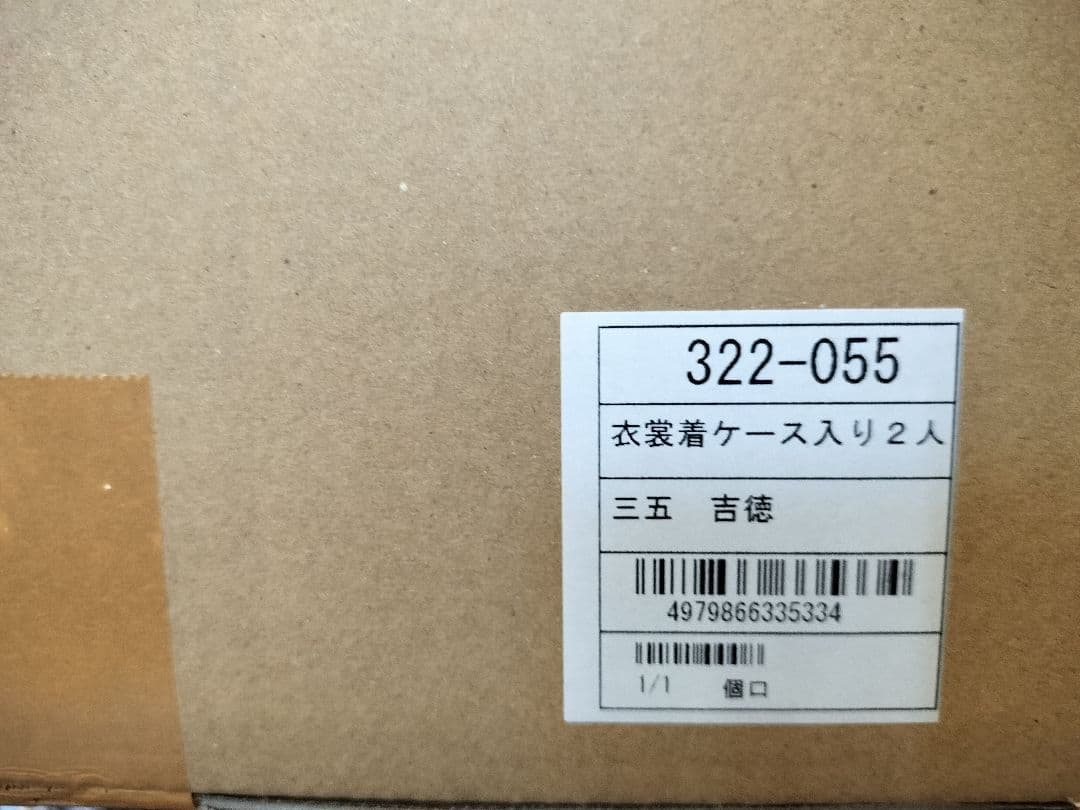 322-055
衣裳着ケース入り２人
三五　吉徳
4979866335334
1/1　個口